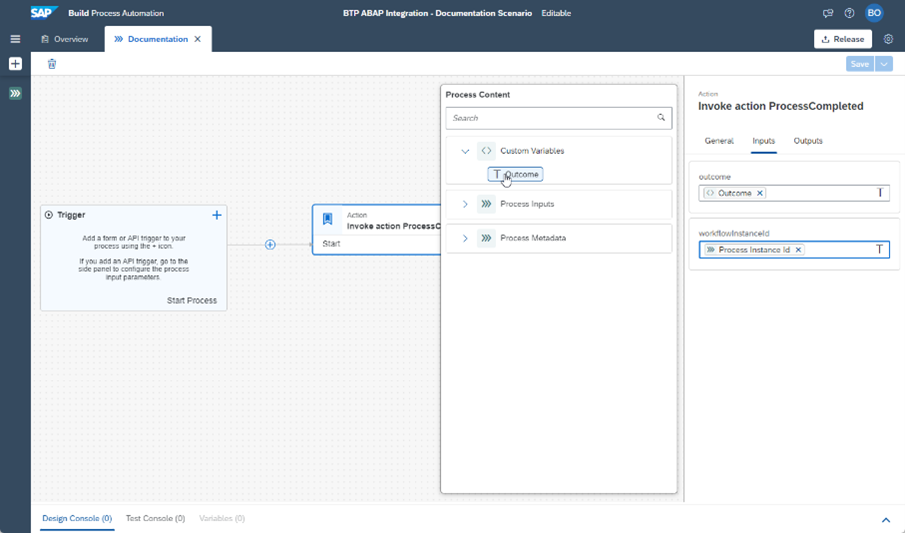 SAP Build Process Automation
BTP ABAP Integration - Documentation Scenario Editable
BO
Overview
Documentation
Release
Save
Process Content
Search
Custom Variables
T Outcome
Process Inputs
Process Metadata
Trigger
Add a form or API trigger to your
process using the + icon.
If you add an API trigger, go to the
side panel to configure the process
input parameters.
Start Process
Action
Invoke action ProcessC
Start
Action
Invoke action ProcessCompleted
General Inputs Outputs
outcome
Outcome T
workflowInstanceId
Process Instance Id T
Design Console (0) Test Console (0) Variables (0)